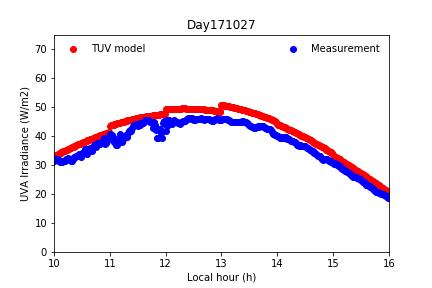 Day171027
TUV model
Measurement
UVA Irradiance (W/m2)
70
60
50
40
30
20
10
0
10 11 12 13 14 15 16
Local hour (h)